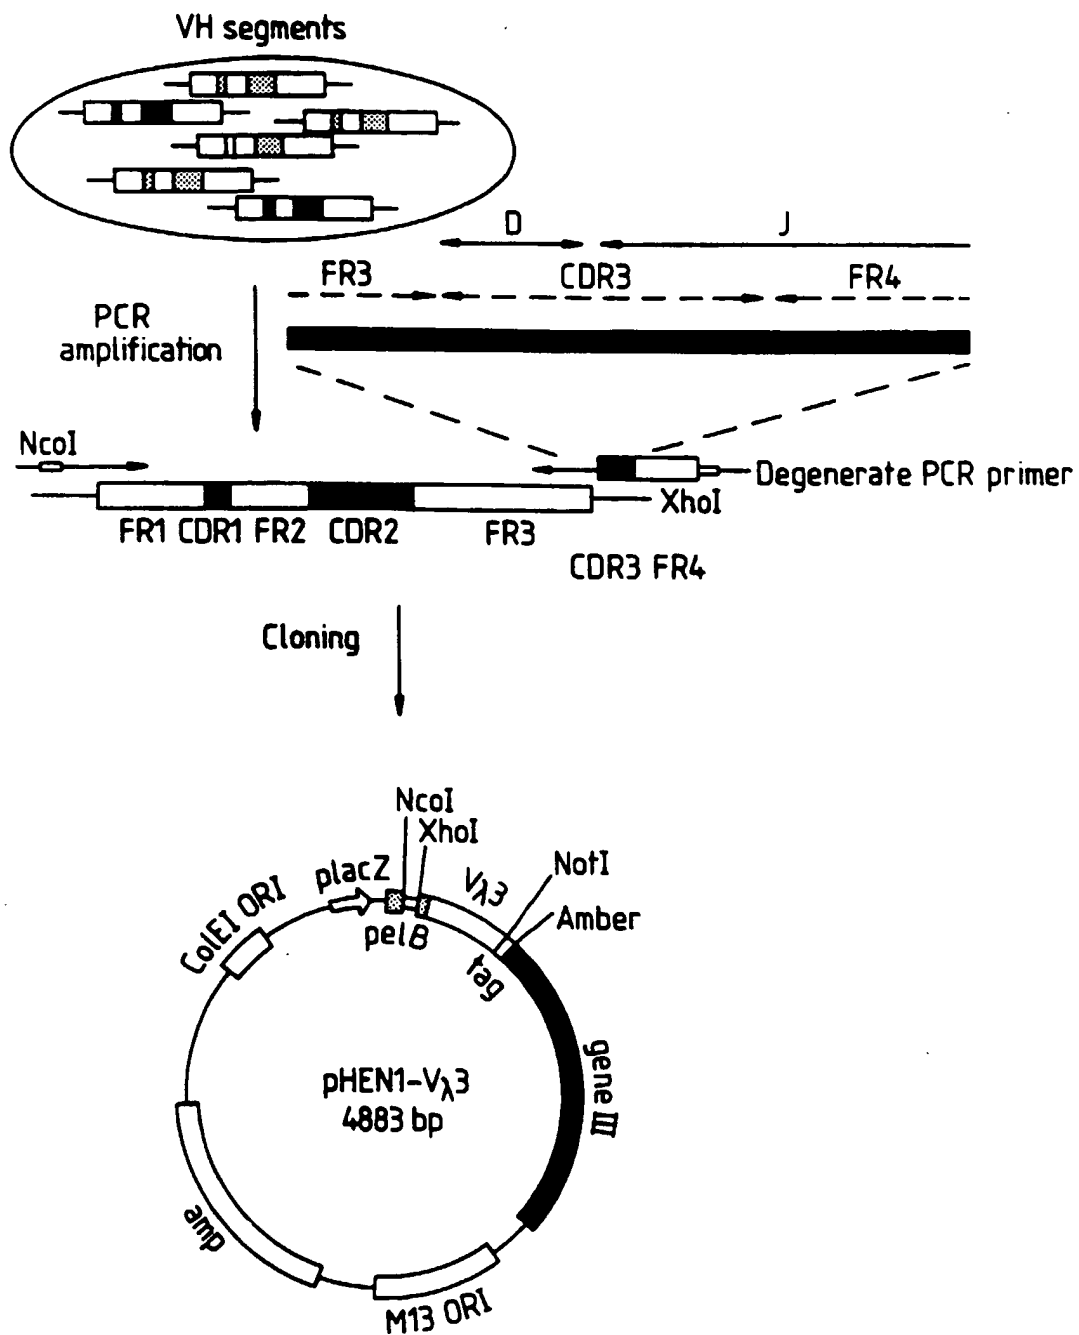 VH segments
D J
FR3 CDR3 FR4
PCR
amplification
NcoI
Degenerate PCR primer
XhoI
FR1 CDR1 FR2 CDR2 FR3
CDR3 FR4
Cloning
NcoI
XhoI
placZ
Vλ3
NotI
ColEI ORI
pelB
Amber
tag
gene III
pHEN1-Vλ3
4883 bp
amp
M13 ORI